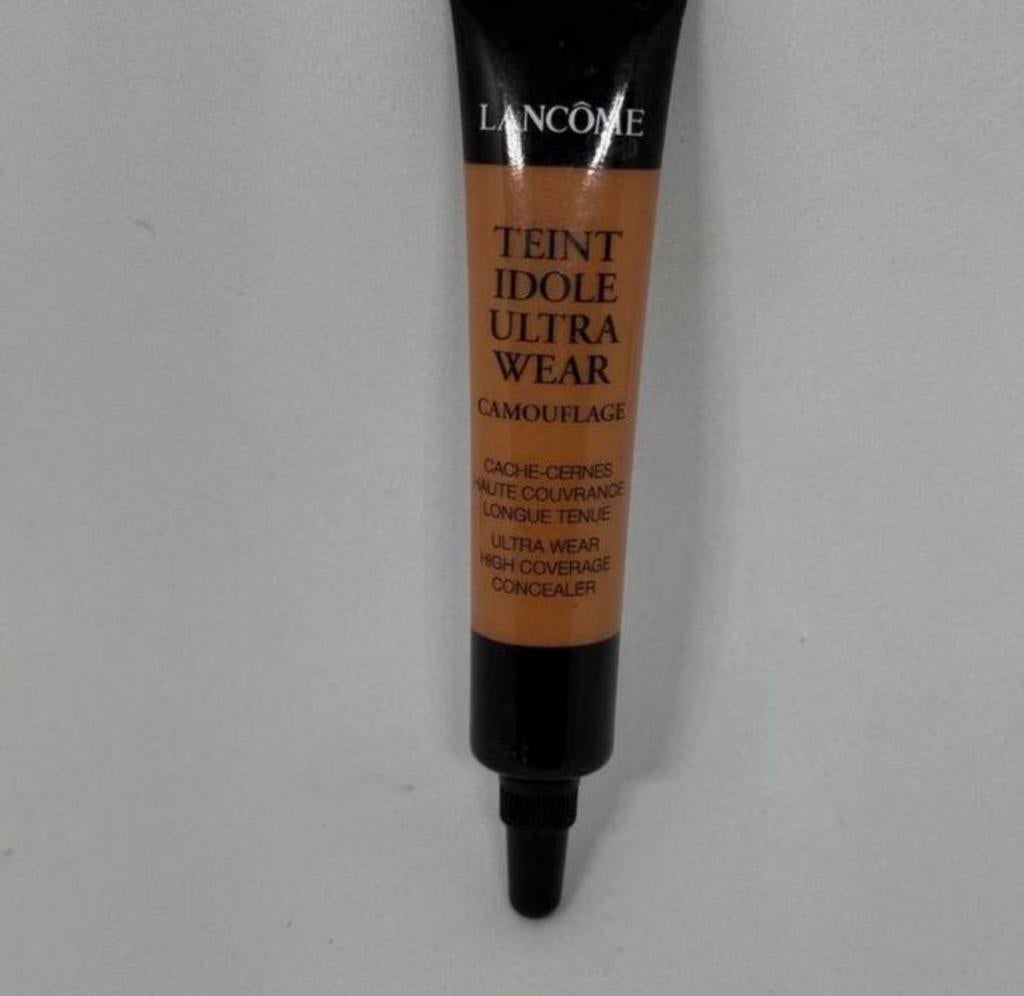 LANCÔME
TEINT
IDOLE
ULTRA
WEAR
CAMOUFLAGE
CACHE-CERNES
HAUTE COUVRANCE
LONGUE TENUE
ULTRA WEAR
HIGH COVERAGE
CONCEALER